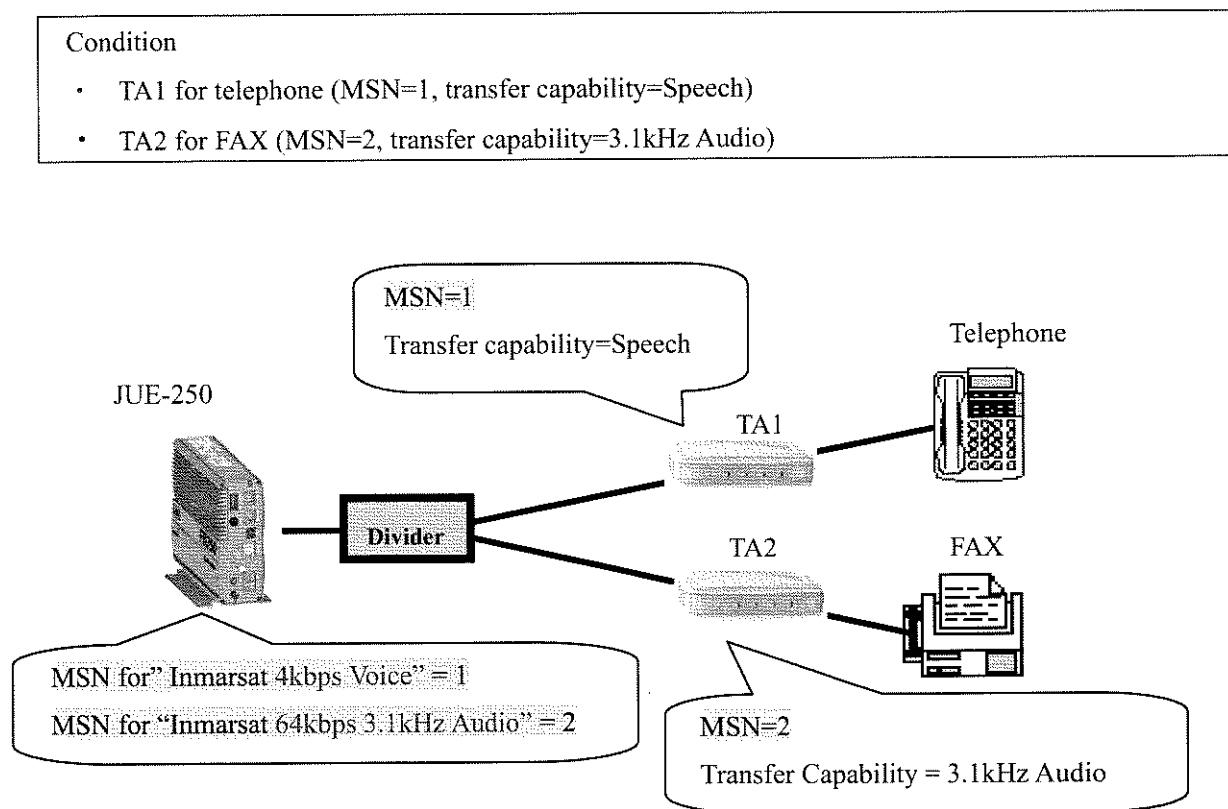 Condition
・ TA1 for telephone (MSN=1, transfer capability=Speech)
・ TA2 for FAX (MSN=2, transfer capability=3.1kHz Audio)
MSN=1
Transfer capability=Speech
Telephone
JUE-250
TA1
Divider
TA2
FAX
MSN for” Inmarsat 4kbps Voice” = 1
MSN for “Inmarsat 64kbps 3.1kHz Audio” = 2
MSN=2
Transfer Capability = 3.1kHz Audio